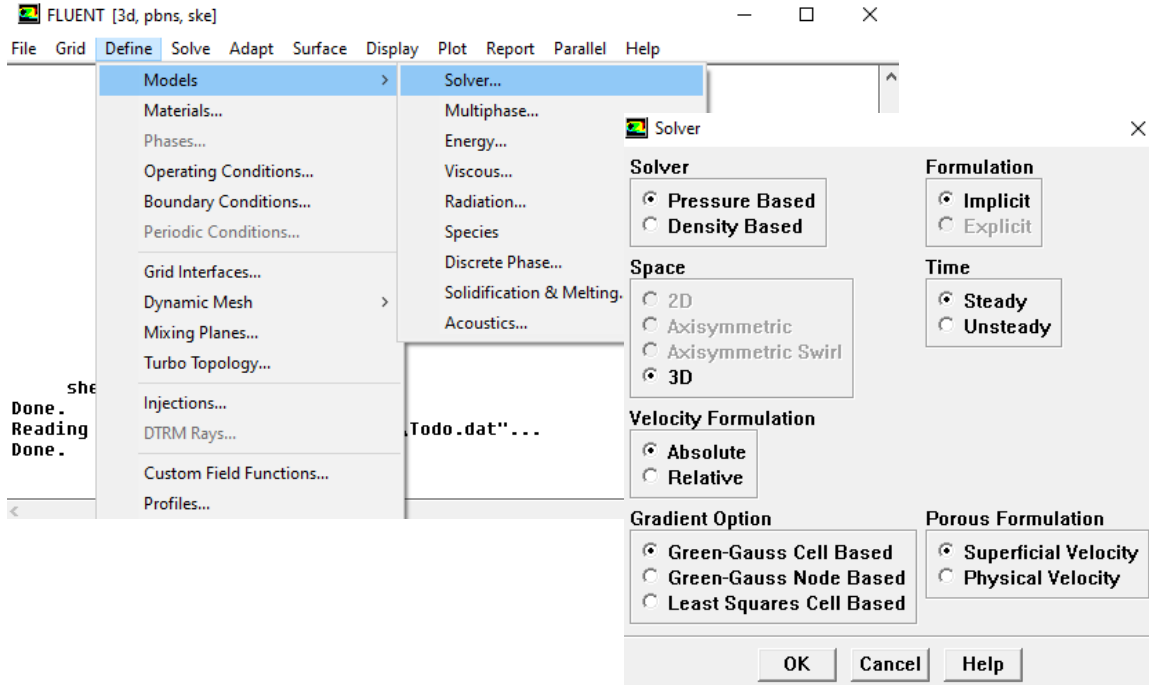 FLUENT [3d, pbns, ske]
File Grid Define Solve Adapt Surface Display Plot Report Parallel Help
Models
Materials...
Phases...
Operating Conditions...
Boundary Conditions...
Periodic Conditions...
Grid Interfaces...
Dynamic Mesh
Mixing Planes...
Turbo Topology...
Injections...
DTRM Rays...
Custom Field Functions...
Profiles...
Solver...
Multiphase...
Energy...
Viscous...
Radiation...
Species
Discrete Phase...
Solidification & Melting.
Acoustics...
she
Done.
Reading \Todo.dat"...
Done.
Solver
Solver
Pressure Based
Density Based
Formulation
Implicit
Explicit
Space
2D
Axisymmetric
Axisymmetric Swirl
3D
Time
Steady
Unsteady
Velocity Formulation
Absolute
Relative
Gradient Option
Green-Gauss Cell Based
Green-Gauss Node Based
Least Squares Cell Based
Porous Formulation
Superficial Velocity
Physical Velocity
OK Cancel Help